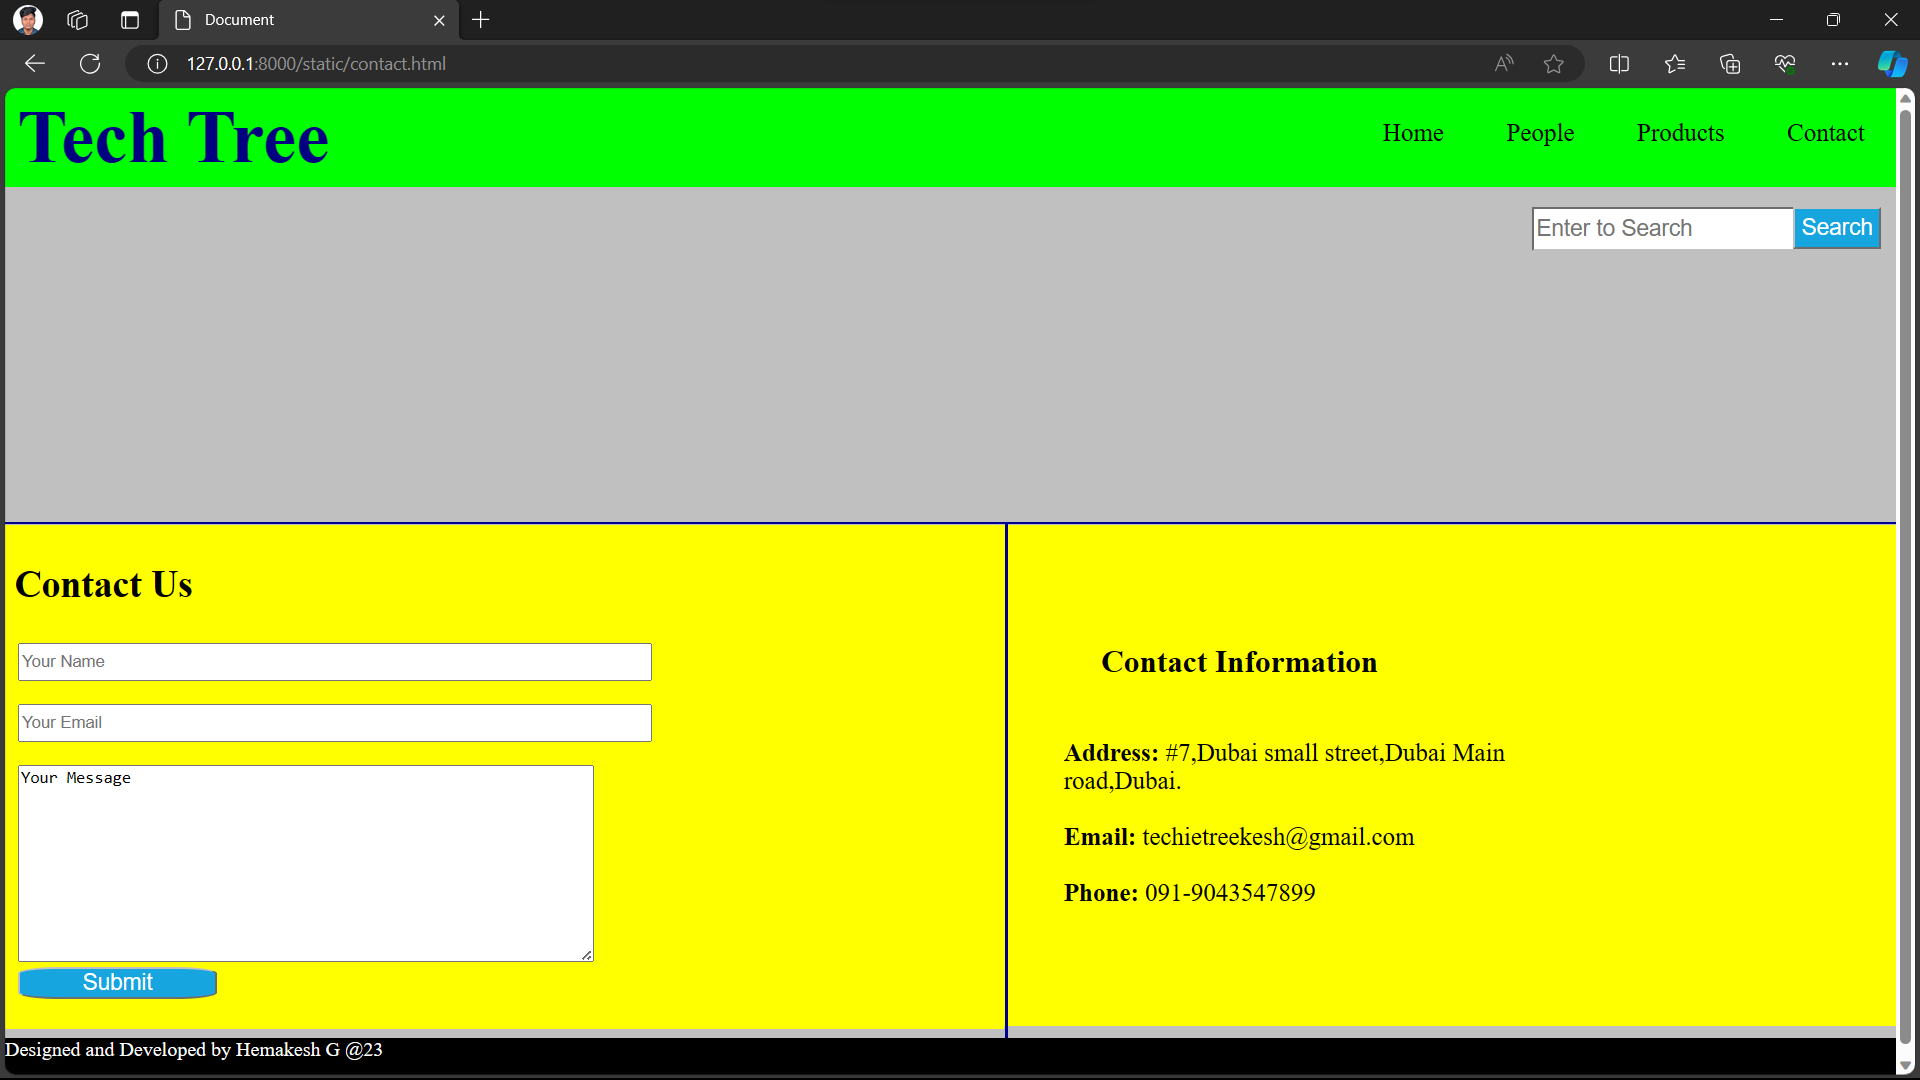 Document
127.0.0.1:8000/static/contact.html
Tech Tree
Home People Products Contact
Enter to Search Search
Contact Us
Your Name
Your Email
Your Message
Submit
Contact Information
Address: #7,Dubai small street,Dubai Main
road,Dubai.
Email: techietreekesh@gmail.com
Phone: 091-9043547899
Designed and Developed by Hemakesh G @23